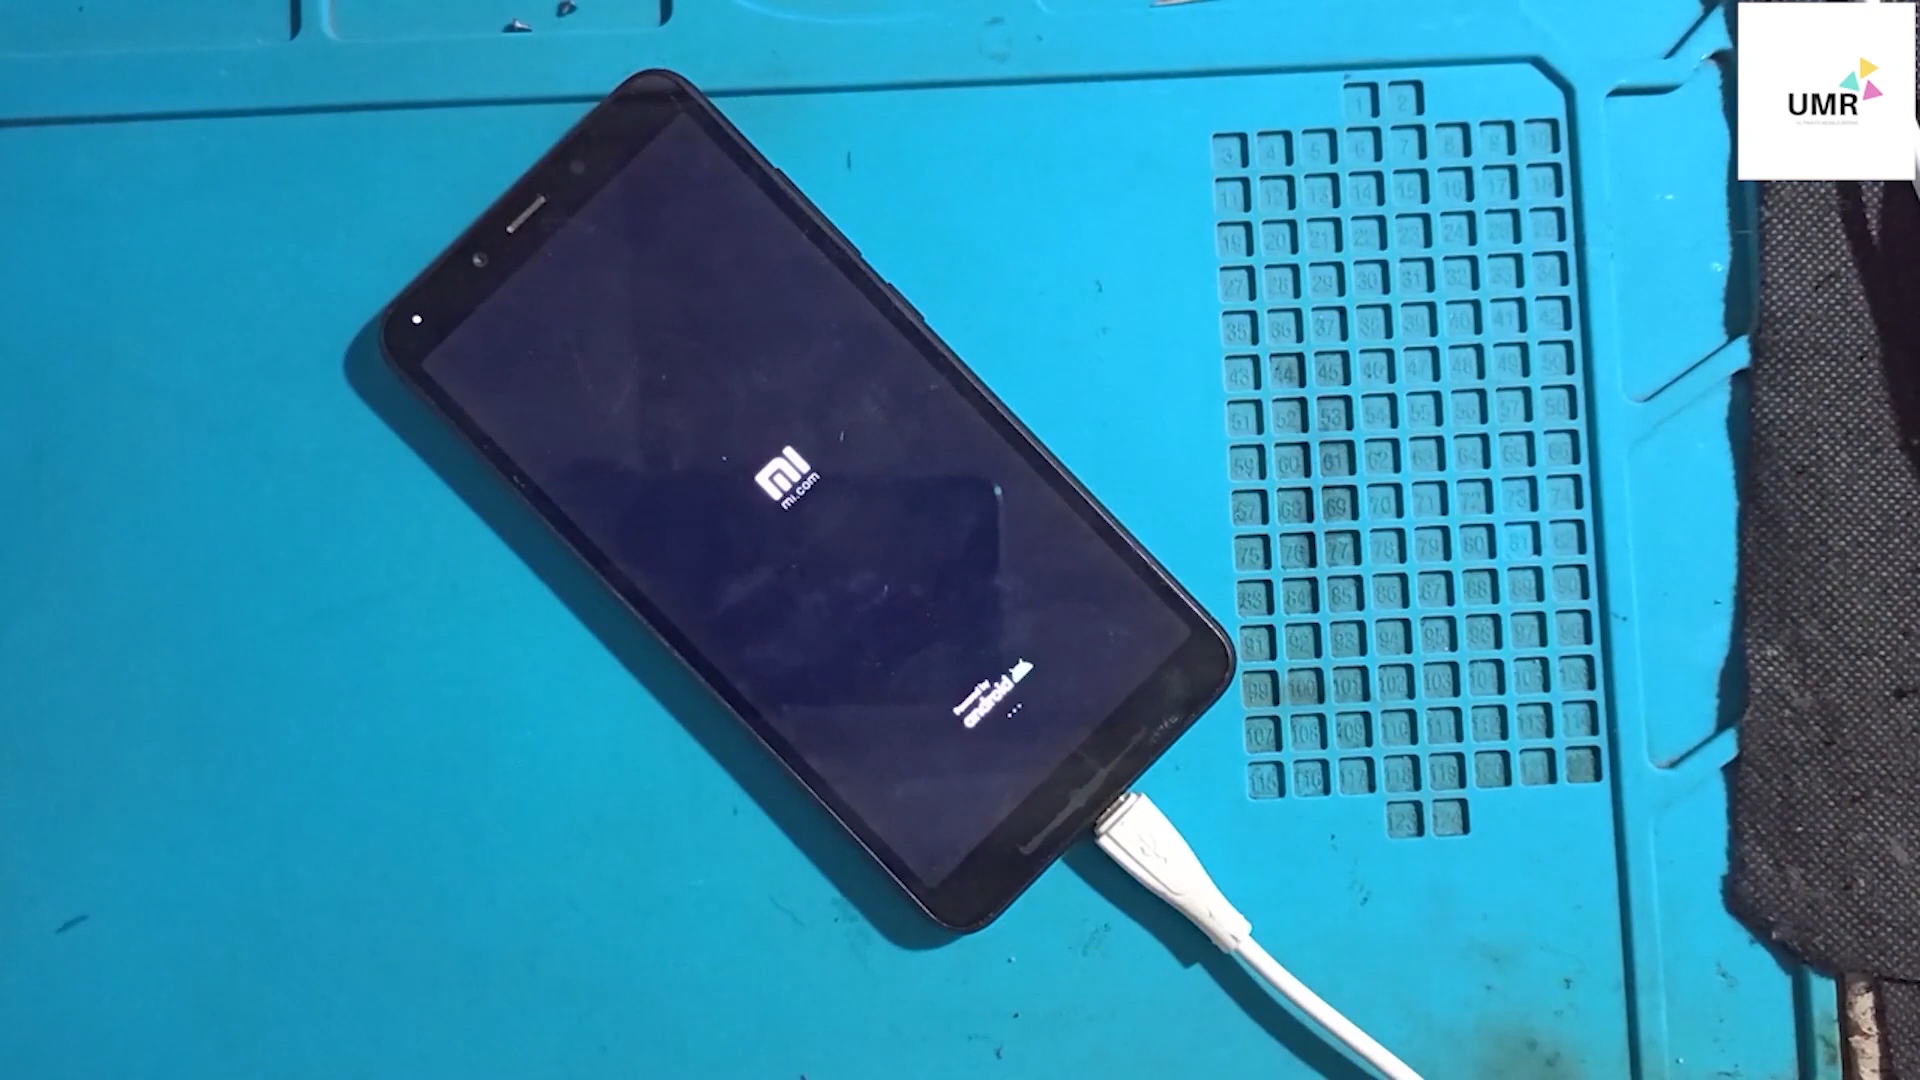 UMR
mi
mi.com
Powered by
android
1 2
3 4 5 6 7 8 9 10
11 12 13 14 15 16 17 18
19 20 21 22 23 24 25 26
27 28 29 30 31 32 33 34
35 36 37 38 39 40 41 42
43 44 45 46 47 48 49 50
51 52 53 54 55 56 57 58
59 60 61 62 63 64 65 66
67 68 69 70 71 72 73 74
75 76 77 78 79 80 81 82
83 84 85 86 87 88 89 90
91 92 93 94 95 96 97 98
99 100 101 102 103 104 105 106
107 108 109 110 111 112 113 114
115 116 117 118 119 120 121
123 124